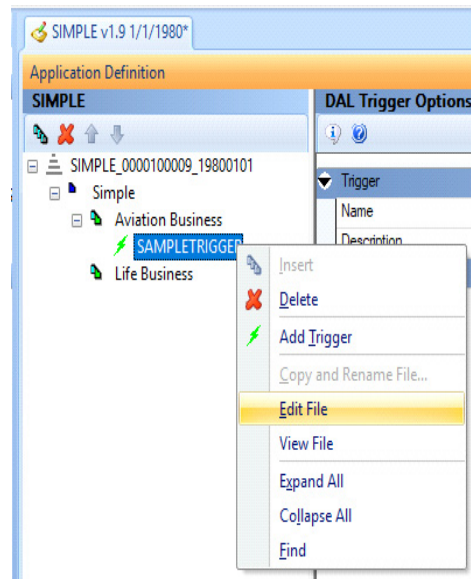 SIMPLE v1.9 1/1/1980*
Application Definition
SIMPLE
DAL Trigger Options
SIMPLE_0000100009_19800101
Simple
Aviation Business
SAMPLETRIGGER
Life Business
Trigger
Name
Description
Insert
Delete
Add Trigger
Copy and Rename File...
Edit File
View File
Expand All
Collapse All
Find